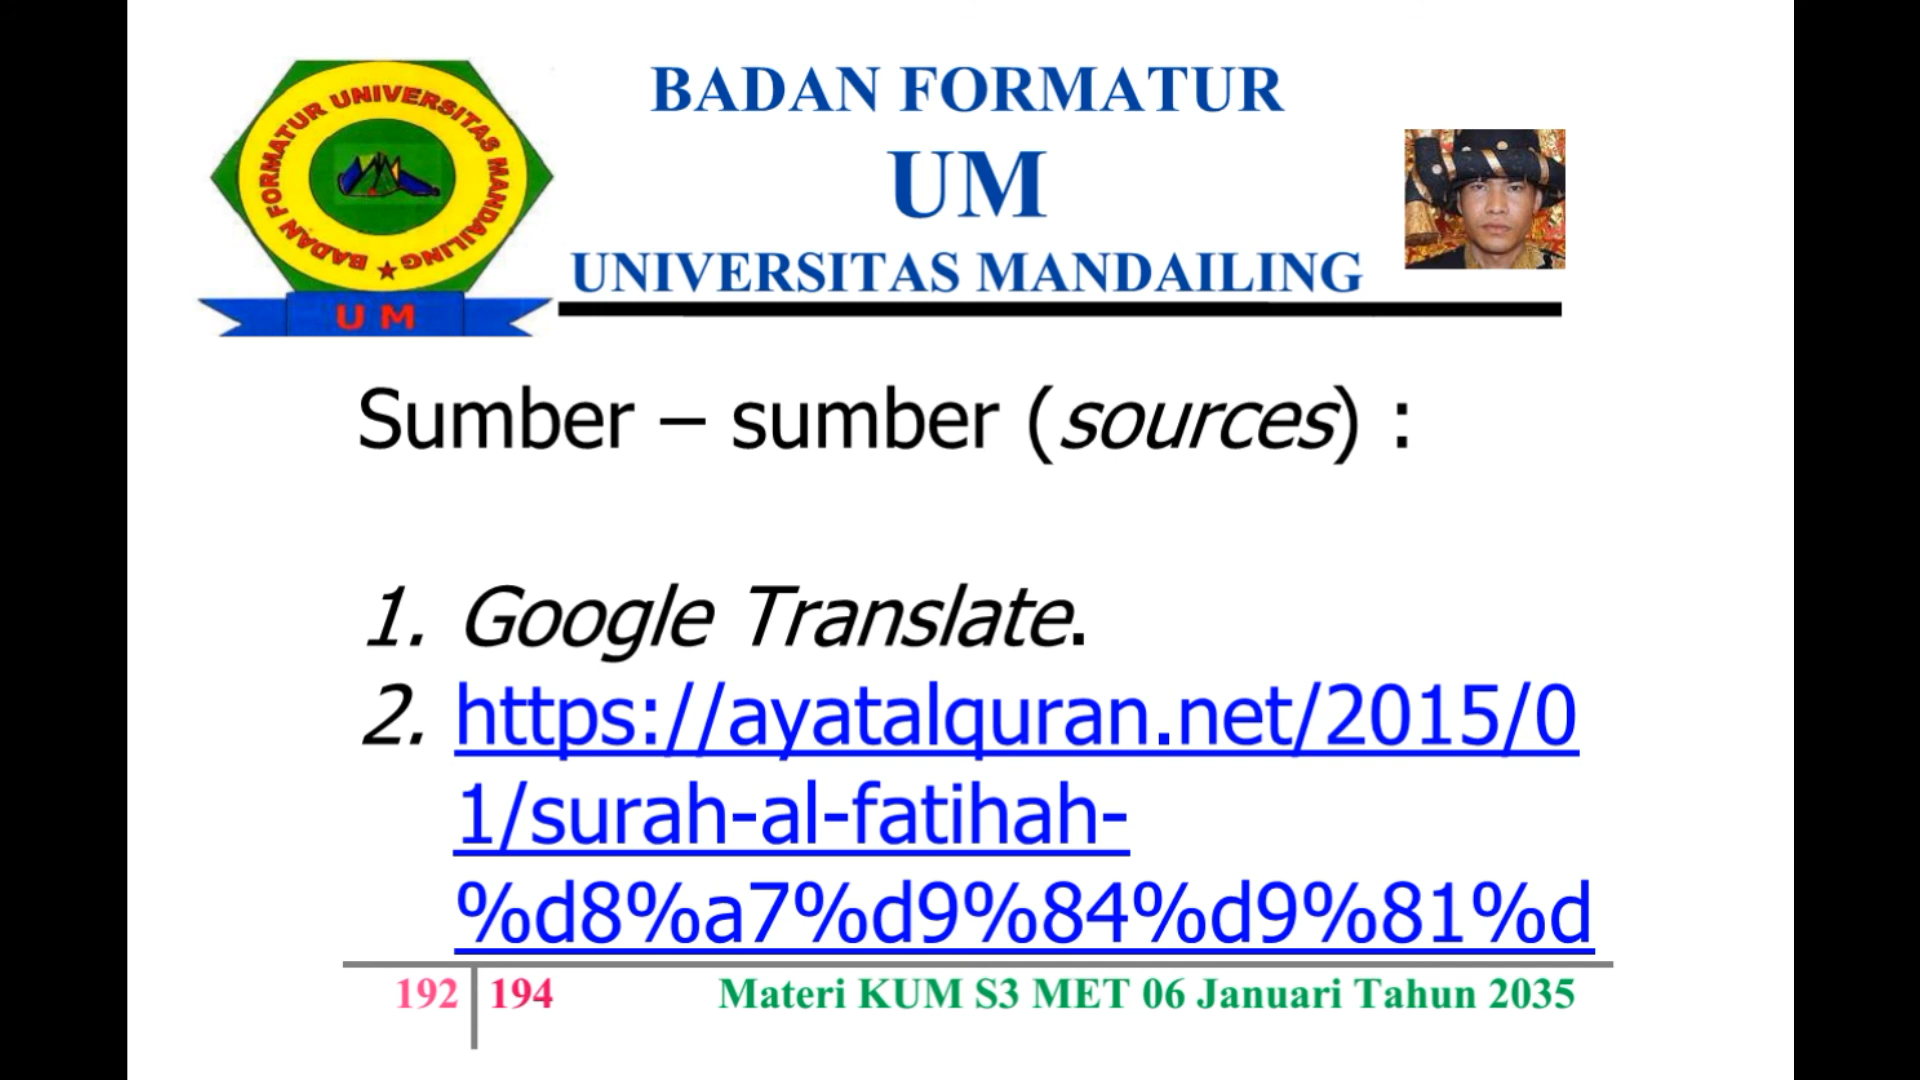 BADAN FORMATUR UNIVERSITAS MANDAILING
UM
BADAN FORMATUR
UM
UNIVERSITAS MANDAILING
Sumber – sumber (sources) :
1. Google Translate.
2. https://ayatalquran.net/2015/0
1/surah-al-fatihah-
%d8%a7%d9%84%d9%81%d
192 194 Materi KUM S3 MET 06 Januari Tahun 2035